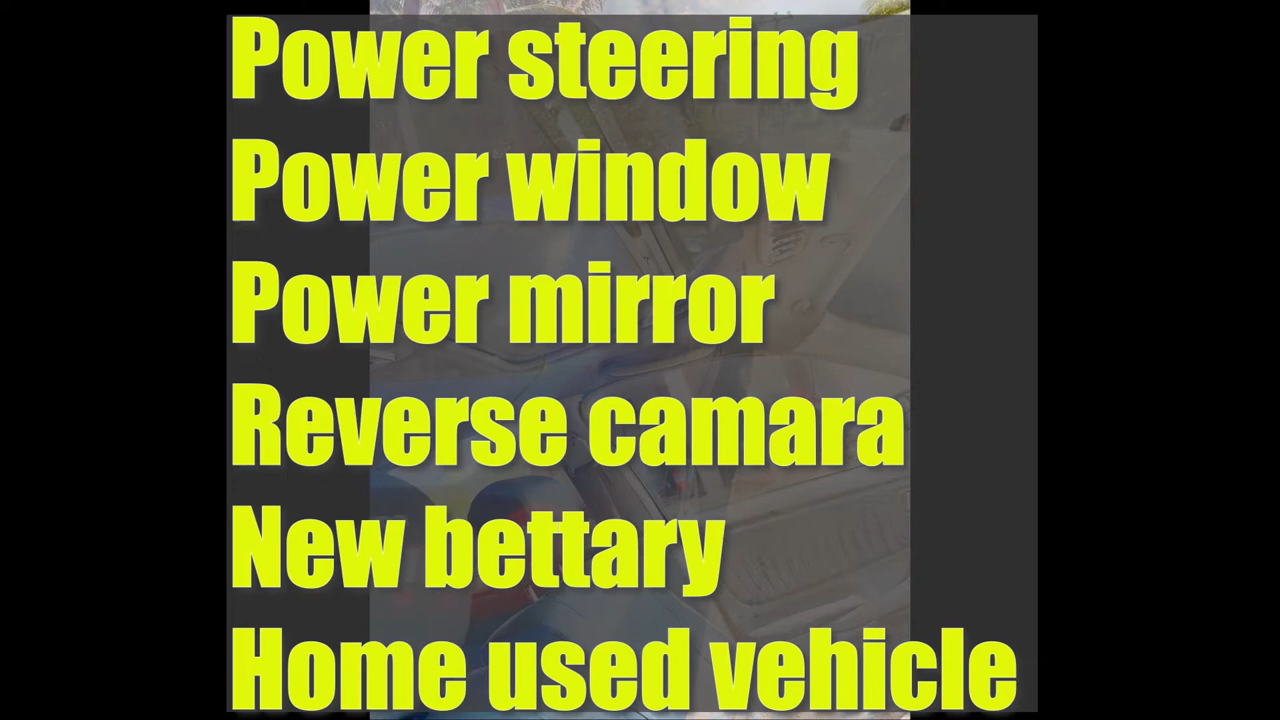 Power steering
Power window
Power mirror
Reverse camara
New bettary
Home used vehicle